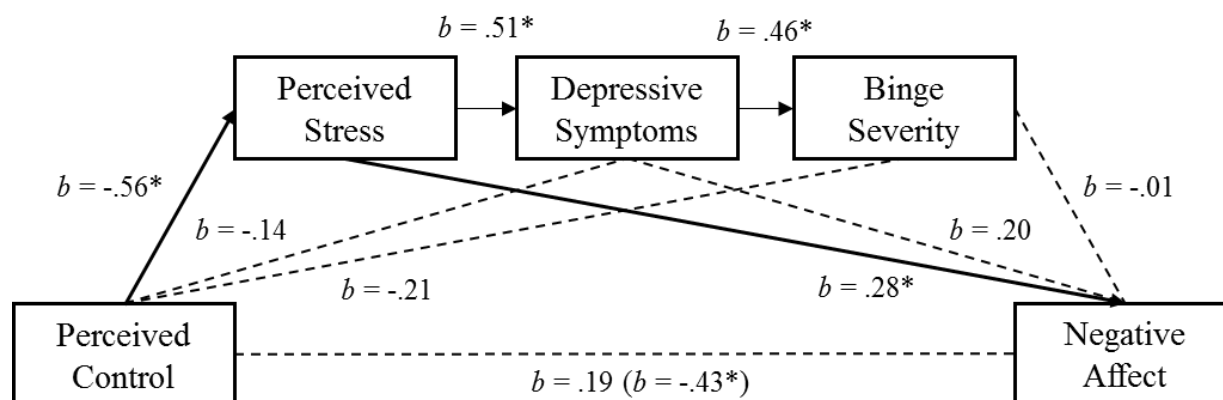 b = .51*
b = .46*
Perceived
Stress
Depressive
Symptoms
Binge
Severity
b = -.56*
b = -.14
b = -.21
b = .28*
b = .20
b = -.01
Perceived
Control
b = .19 (b = -.43*)
Negative
Affect